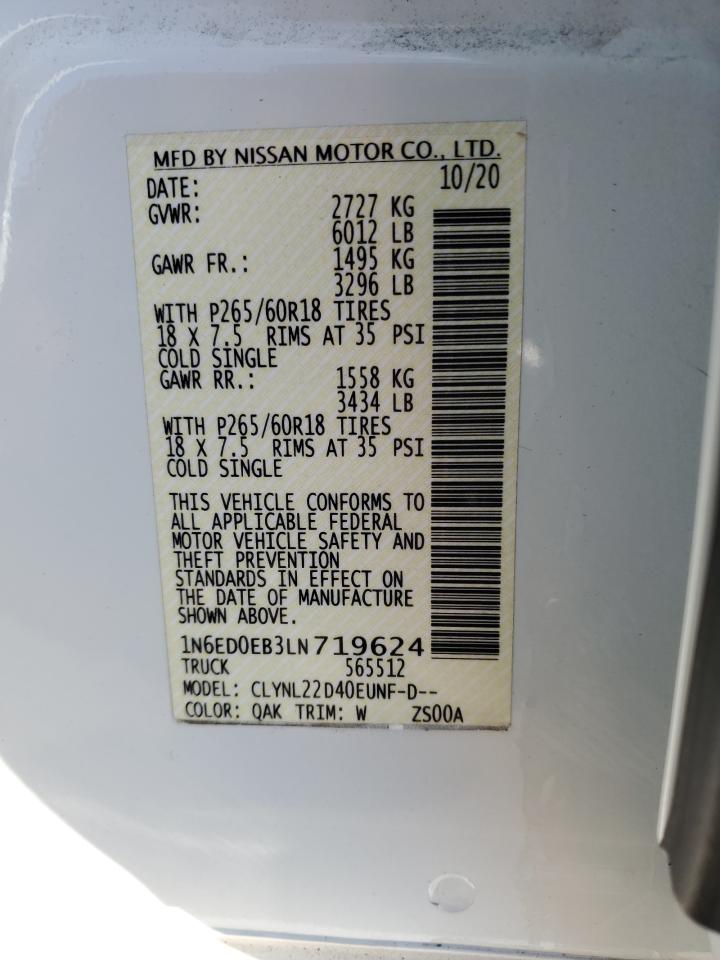 MFD BY NISSAN MOTOR CO., LTD.
DATE: 10/20
GVWR: 2727 KG
6012 LB
GAWR FR.: 1495 KG
3296 LB
WITH P265/60R18 TIRES
18 X 7.5 RIMS AT 35 PSI
COLD SINGLE
GAWR RR.: 1558 KG
3434 LB
WITH P265/60R18 TIRES
18 X 7.5 RIMS AT 35 PSI
COLD SINGLE
THIS VEHICLE CONFORMS TO
ALL APPLICABLE FEDERAL
MOTOR VEHICLE SAFETY AND
THEFT PREVENTION
STANDARDS IN EFFECT ON
THE DATE OF MANUFACTURE
SHOWN ABOVE.
1N6ED0EB3LN719624
TRUCK 565512
MODEL: CLYNL22D40EUNF-D--
COLOR: QAK TRIM: W ZS00A